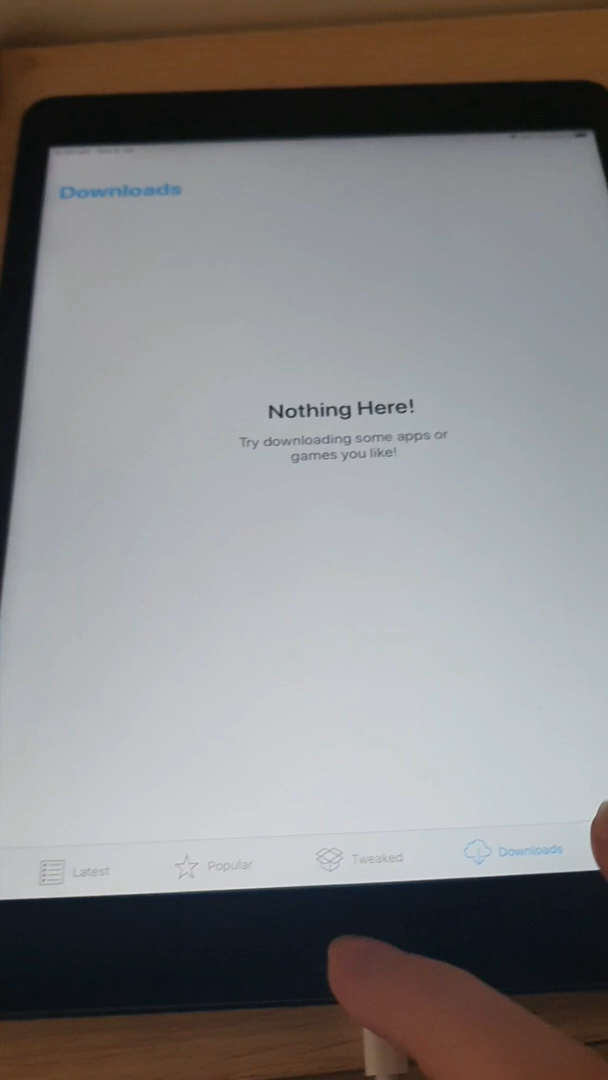 Downloads
Nothing Here!
Try downloading some apps or
games you like!
Latest
Popular
Tweaked
Downloads